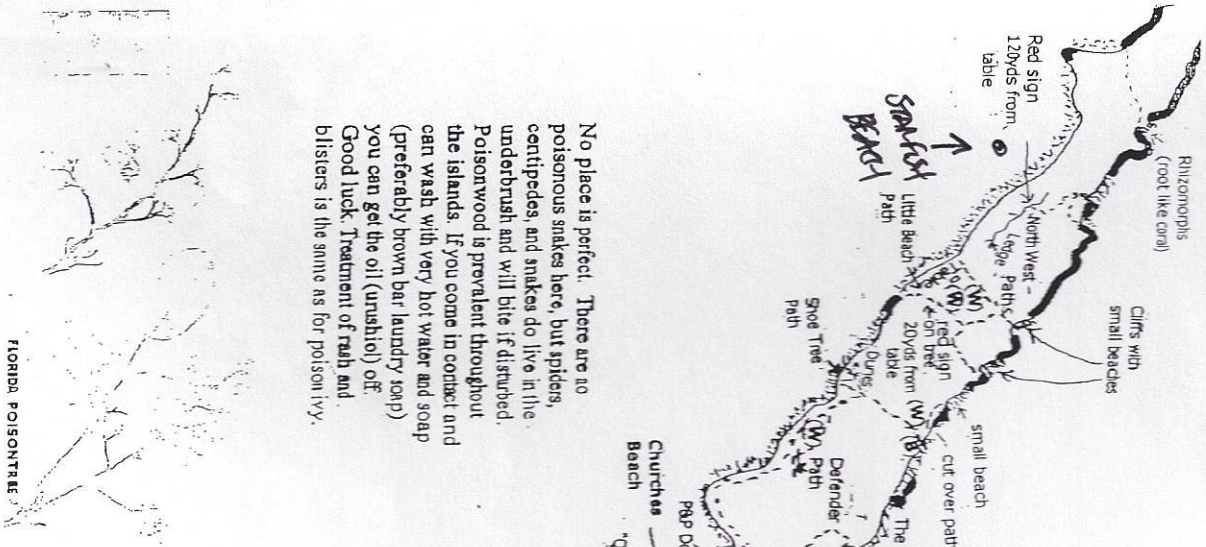 Rhizomorphs
(root like coral)
Cliffs with
small beaches
Red sign
120yds from
table
North West
Ledge Paths
small beach
cut over path
STARFISH
BEACH
Little Beach
Path
(W)
(W)
red sign
on tree
20yds from
table
(W)
(B)
The
Dunes
Shoe Tree
Path
(W)
Defender
Path
Churches
Beach
P&P
No place is perfect. There are no
poisonous snakes here, but spiders,
centipedes, and snakes do live in the
underbrush and will bite if disturbed.
Poisonwood is prevalent throughout
the islands. If you come in contact and
can wash with very hot water and soap
(preferably brown bar laundry soap)
you can get the oil (urushiol) off.
Good luck. Treatment of rash and
blisters is the same as for poison ivy.
FLORIDA POISONTREE